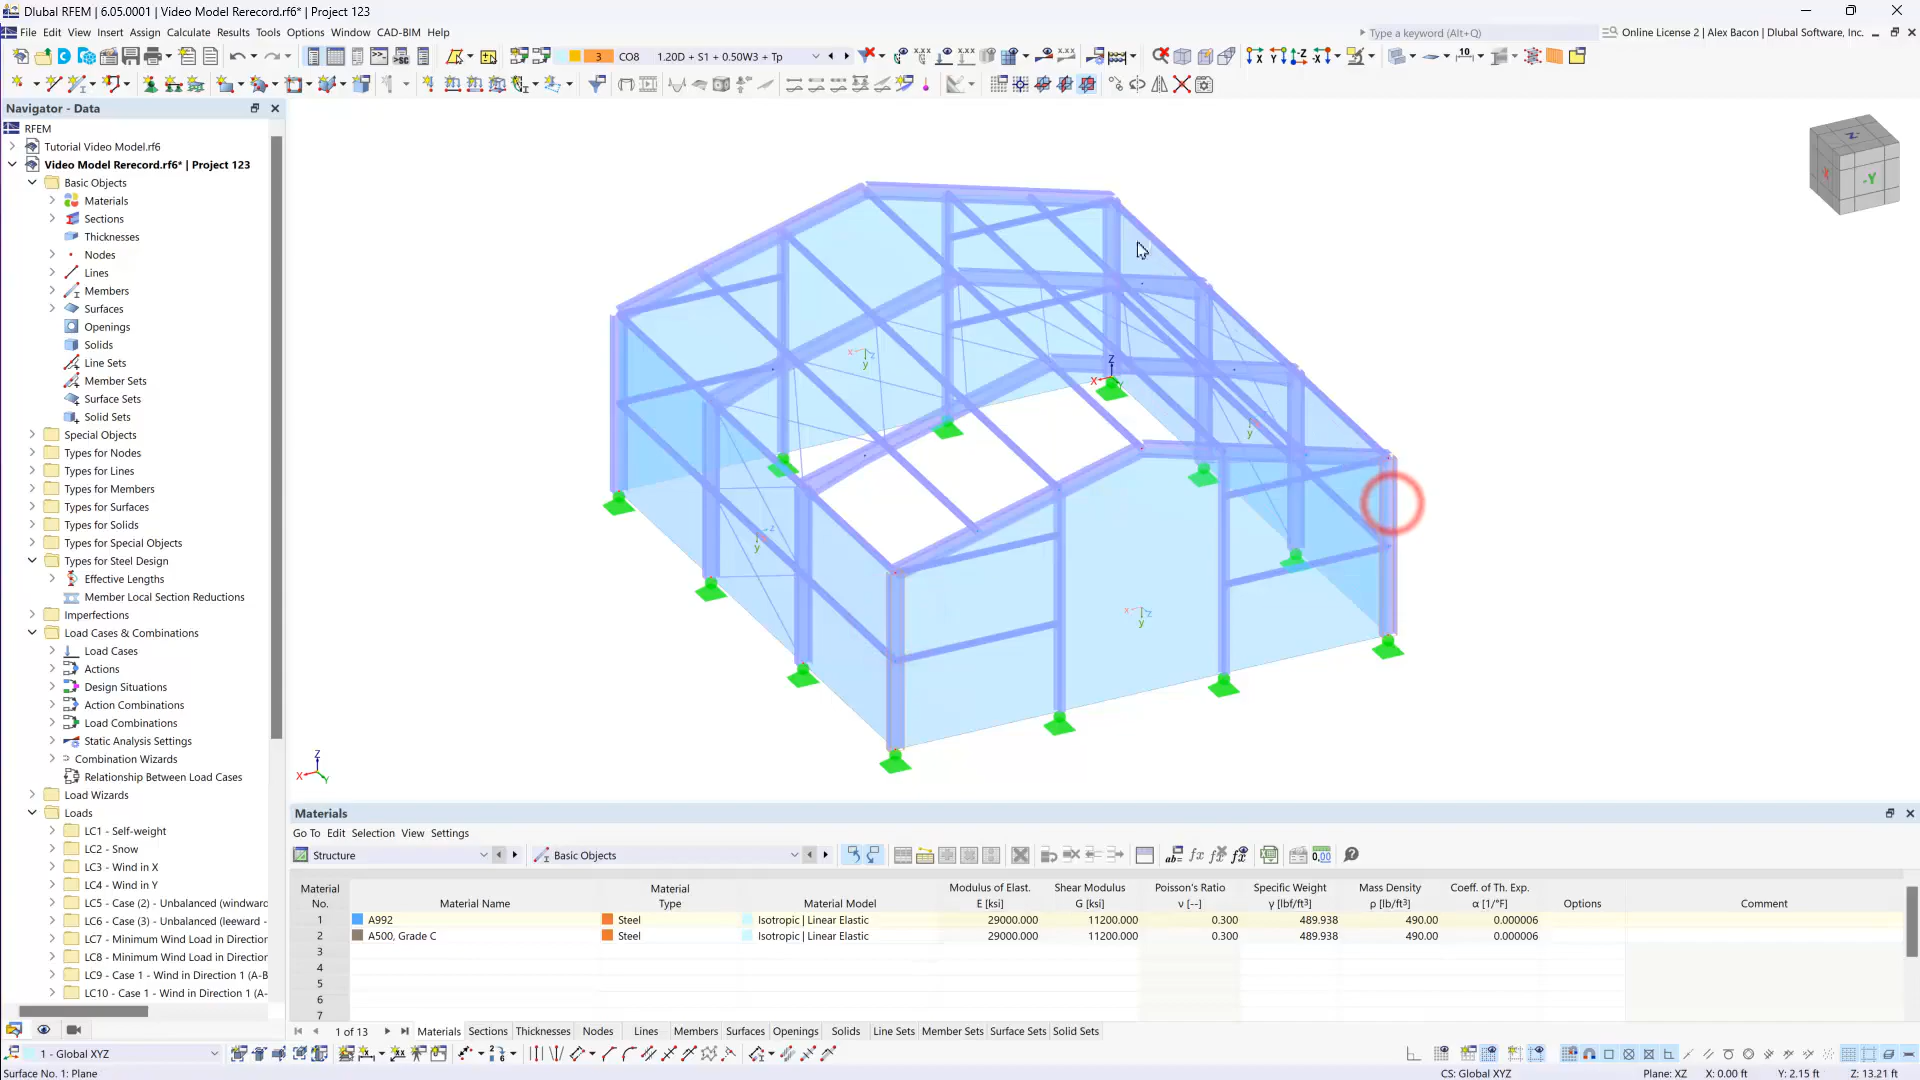 Dlubal RFEM | 6.05.0001 | Video Model Rerecord.rf6* | Project 123
File Edit View Insert Assign Calculate Results Tools Options Window CAD-BIM Help
Type a keyword (Alt+Q)
Online License 2 | Alex Bacon | Dlubal Software, Inc.
3 CO8 1.20D + S1 + 0.50W3 + Tp
Navigator - Data
RFEM
Tutorial Video Model.rf6
Video Model Rerecord.rf6* | Project 123
Basic Objects
Materials
Sections
Thicknesses
Nodes
Lines
Members
Surfaces
Openings
Solids
Line Sets
Member Sets
Surface Sets
Solid Sets
Special Objects
Types for Nodes
Types for Lines
Types for Members
Types for Surfaces
Types for Solids
Types for Special Objects
Types for Steel Design
Effective Lengths
Member Local Section Reductions
Imperfections
Load Cases & Combinations
Load Cases
Actions
Design Situations
Action Combinations
Load Combinations
Static Analysis Settings
Combination Wizards
Relationship Between Load Cases
Load Wizards
Loads
LC1 - Self-weight
LC2 - Snow
LC3 - Wind in X
LC4 - Wind in Y
LC5 - Case (2) - Unbalanced (windward
LC6 - Case (3) - Unbalanced (leeward -
LC7 - Minimum Wind Load in Direction
LC8 - Minimum Wind Load in Direction
LC9 - Case 1 - Wind in Direction 1 (A-B
LC10 - Case 1 - Wind in Direction 1 (A-
1 - Global XYZ
Surface No. 1: Plane
Z
-X
-Y
x z
y
Z
X Y
y
z
y
x z
y
Z
X Y
Materials
Go To Edit Selection View Settings
Structure
Basic Objects
Material No.
Material Name
Material Type
Material Model
Modulus of Elast. E [ksi]
Shear Modulus G [ksi]
Poisson's Ratio ν [--]
Specific Weight γ [lbf/ft³]
Mass Density ρ [lb/ft³]
Coeff. of Th. Exp. α [1/°F]
Options
Comment
1 A992 Steel Isotropic | Linear Elastic 29000.000 11200.000 0.300 489.938 490.00 0.000006
2 A500, Grade C Steel Isotropic | Linear Elastic 29000.000 11200.000 0.300 489.938 490.00 0.000006
3
4
5
6
7
1 of 13 Materials Sections Thicknesses Nodes Lines Members Surfaces Openings Solids Line Sets Member Sets Surface Sets Solid Sets
CS: Global XYZ
Plane: XZ
X: 0.00 ft
Y: 2.15 ft
Z: 13.21 ft